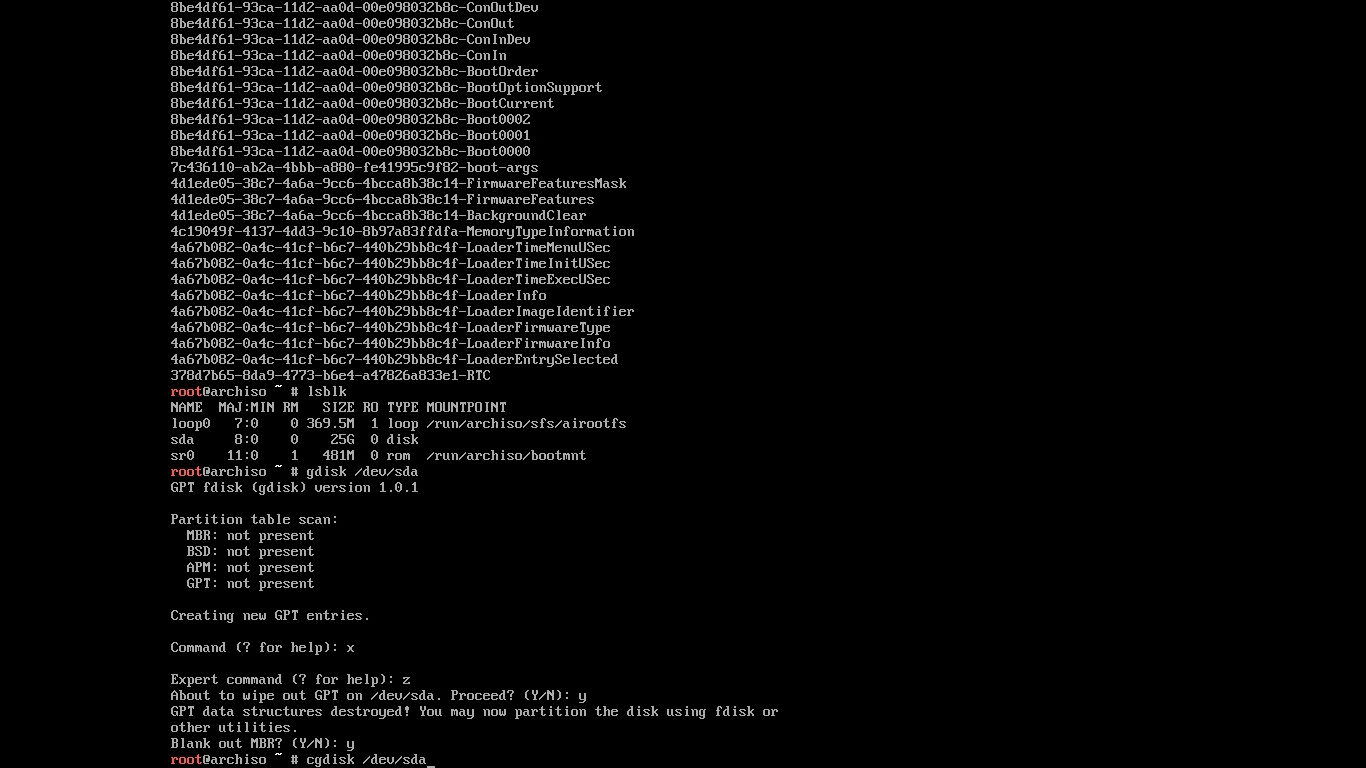 8be4df61-93ca-11d2-aa0d-00e098032b8c-ConOutDev
8be4df61-93ca-11d2-aa0d-00e098032b8c-ConOut
8be4df61-93ca-11d2-aa0d-00e098032b8c-ConInDev
8be4df61-93ca-11d2-aa0d-00e098032b8c-ConIn
8be4df61-93ca-11d2-aa0d-00e098032b8c-BootOrder
8be4df61-93ca-11d2-aa0d-00e098032b8c-BootOptionSupport
8be4df61-93ca-11d2-aa0d-00e098032b8c-BootCurrent
8be4df61-93ca-11d2-aa0d-00e098032b8c-Boot0002
8be4df61-93ca-11d2-aa0d-00e098032b8c-Boot0001
8be4df61-93ca-11d2-aa0d-00e098032b8c-Boot0000
7c436110-ab2a-4bbb-a880-fe41995c9f82-boot-args
4d1ede05-38c7-4a6a-9cc6-4bcca8b38c14-FirmwareFeaturesMask
4d1ede05-38c7-4a6a-9cc6-4bcca8b38c14-FirmwareFeatures
4d1ede05-38c7-4a6a-9cc6-4bcca8b38c14-BackgroundClear
4c19049f-4137-4dd3-9c10-8b97a83ffdfa-MemoryTypeInformation
4a67b082-0a4c-41cf-b6c7-440b29bb8c4f-LoaderTimeMenuUSec
4a67b082-0a4c-41cf-b6c7-440b29bb8c4f-LoaderTimeInitUSec
4a67b082-0a4c-41cf-b6c7-440b29bb8c4f-LoaderTimeExecUSec
4a67b082-0a4c-41cf-b6c7-440b29bb8c4f-LoaderInfo
4a67b082-0a4c-41cf-b6c7-440b29bb8c4f-LoaderImageIdentifier
4a67b082-0a4c-41cf-b6c7-440b29bb8c4f-LoaderFirmwareType
4a67b082-0a4c-41cf-b6c7-440b29bb8c4f-LoaderFirmwareInfo
4a67b082-0a4c-41cf-b6c7-440b29bb8c4f-LoaderEntrySelected
378d7b65-8da9-4773-b6e4-a47826a833e1-RTC
root@archiso ~ # lsblk
NAME  MAJ:MIN RM   SIZE RO TYPE MOUNTPOINT
loop0   7:0    0 369.5M  1 loop /run/archiso/sfs/airootfs
sda     8:0    0    25G  0 disk
sr0    11:0    1   481M  0 rom  /run/archiso/bootmnt
root@archiso ~ # gdisk /dev/sda
GPT fdisk (gdisk) version 1.0.1
Partition table scan:
  MBR: not present
  BSD: not present
  APM: not present
  GPT: not present
Creating new GPT entries.
Command (? for help): x
Expert command (? for help): z
About to wipe out GPT on /dev/sda. Proceed? (Y/N): y
GPT data structures destroyed! You may now partition the disk using fdisk or
other utilities.
Blank out MBR? (Y/N): y
root@archiso ~ # cgdisk /dev/sda_